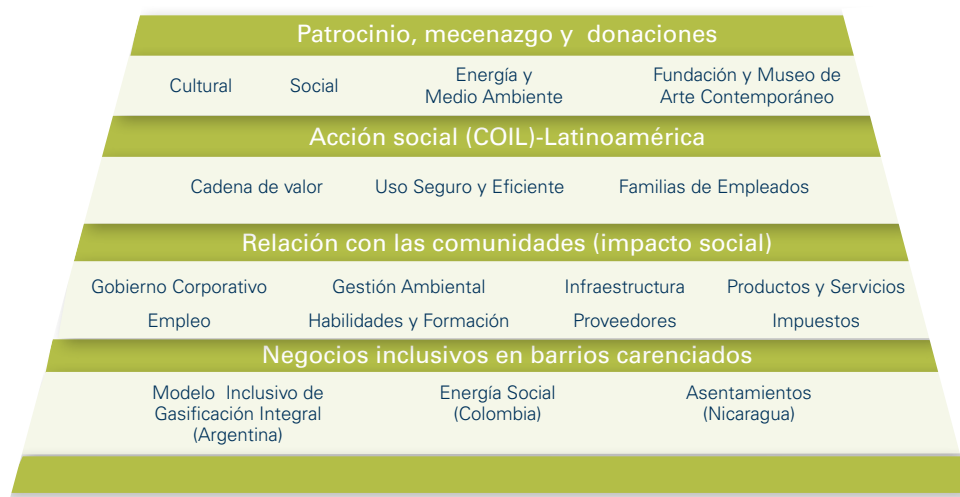 Patrocinio, mecenazgo y donaciones
Cultural Social Energía y Medio Ambiente Fundación y Museo de Arte Contemporáneo
Acción social (COIL)-Latinoamérica
Cadena de valor Uso Seguro y Eficiente Familias de Empleados
Relación con las comunidades (impacto social)
Gobierno Corporativo Gestión Ambiental Infraestructura Productos y Servicios
Empleo Habilidades y Formación Proveedores Impuestos
Negocios inclusivos en barrios carenciados
Modelo Inclusivo de
Gasificación Integral
(Argentina)
Energía Social
(Colombia)
Asentamientos
(Nicaragua)